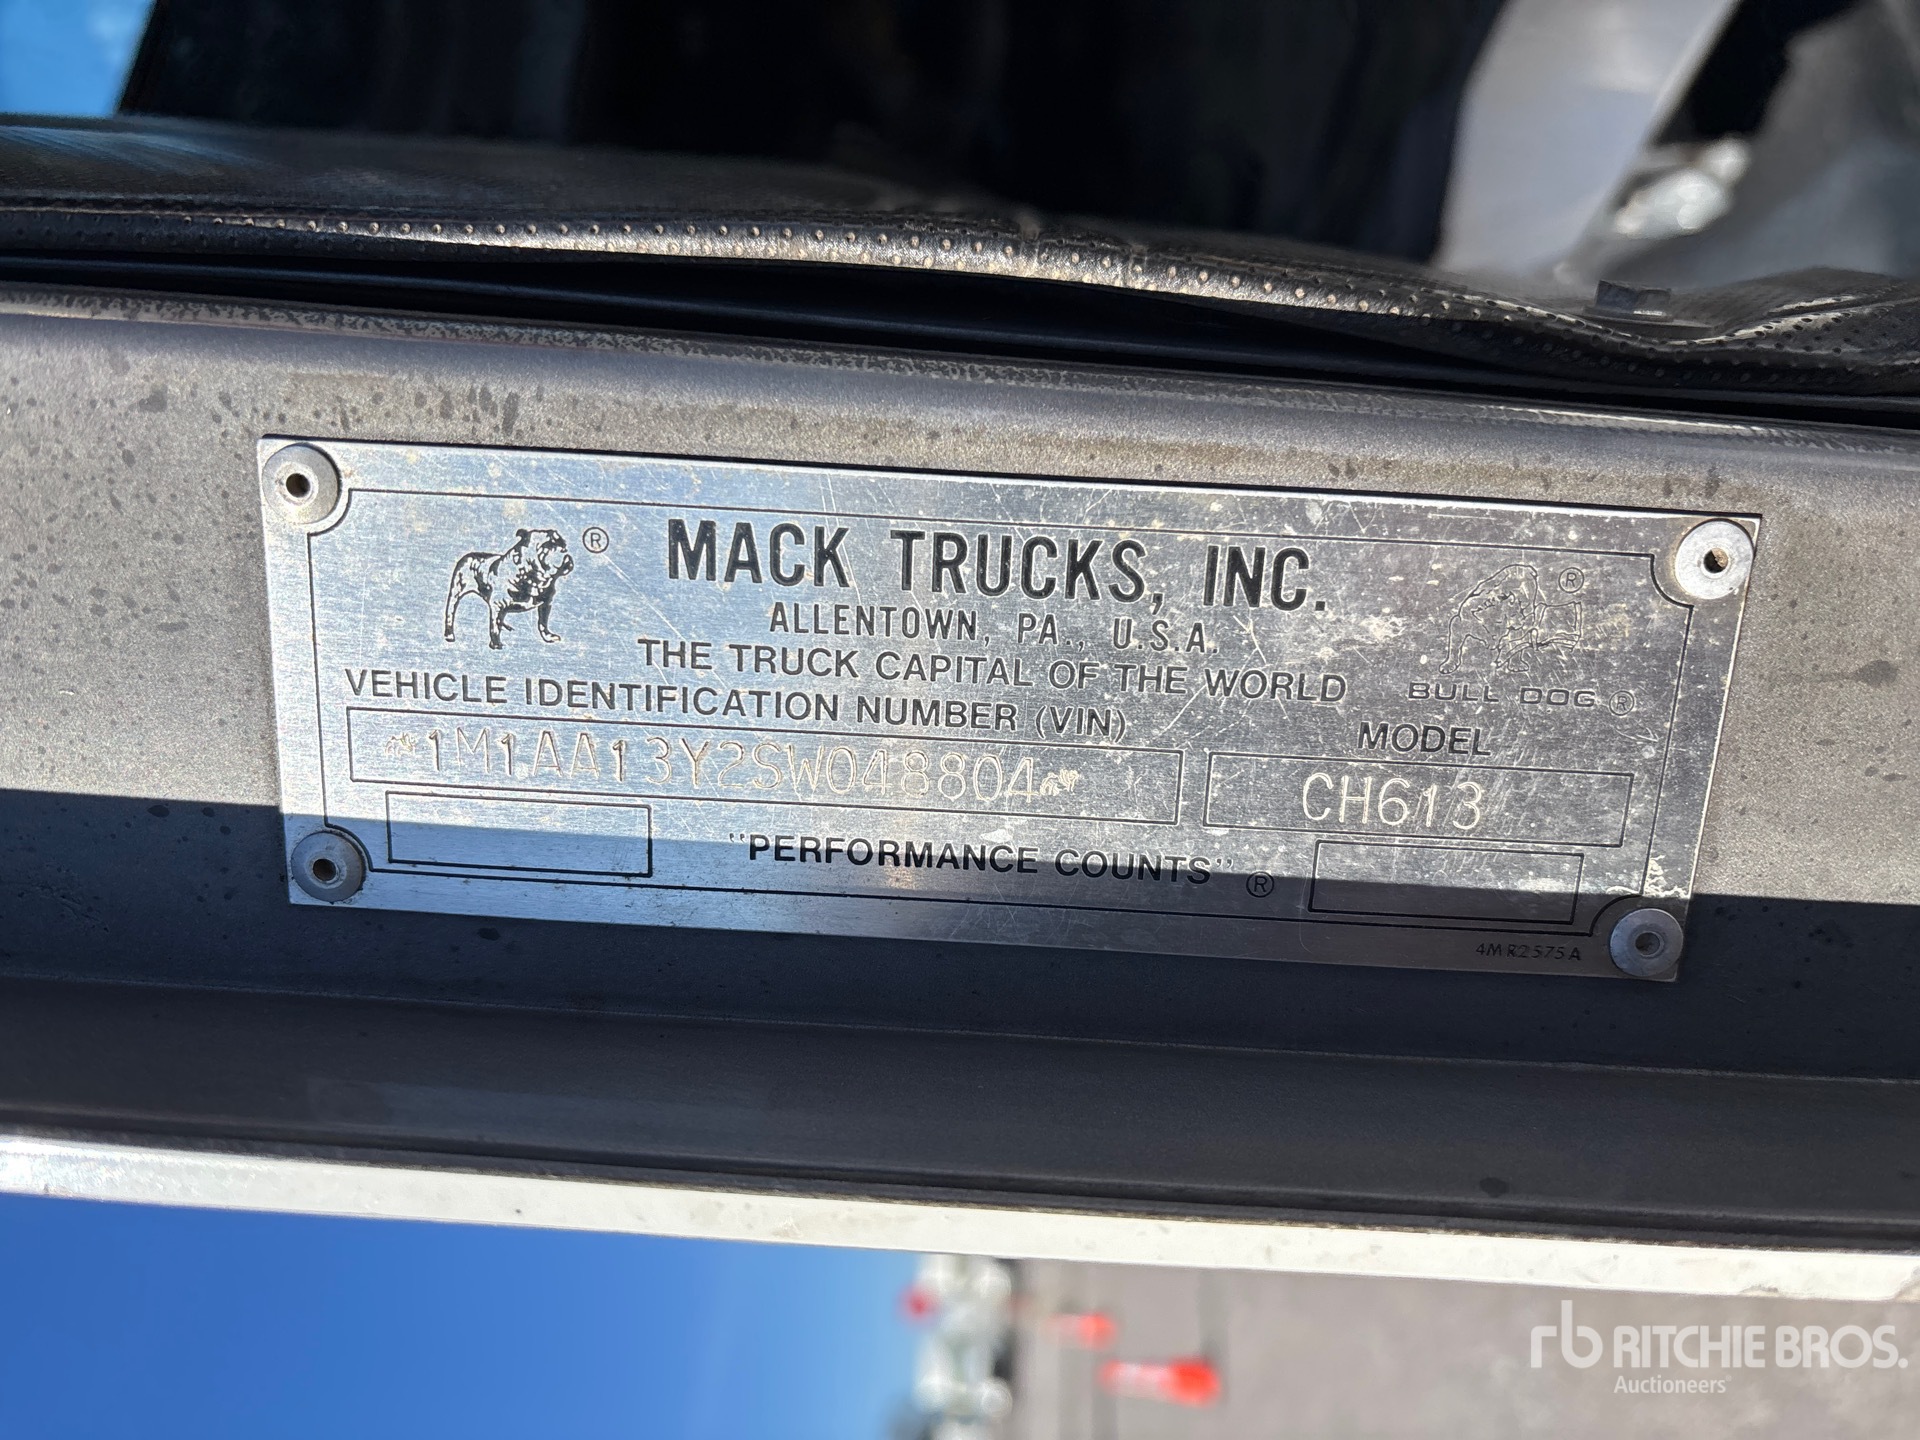 ® MACK TRUCKS, INC. ®
ALLENTOWN, PA., U.S.A.
THE TRUCK CAPITAL OF THE WORLD
BULL DOG ®
VEHICLE IDENTIFICATION NUMBER (VIN)
MODEL
1M1AA13Y2SW048804
CH613
"PERFORMANCE COUNTS" ®
4MR2575A
rb RITCHIE BROS.
Auctioneers